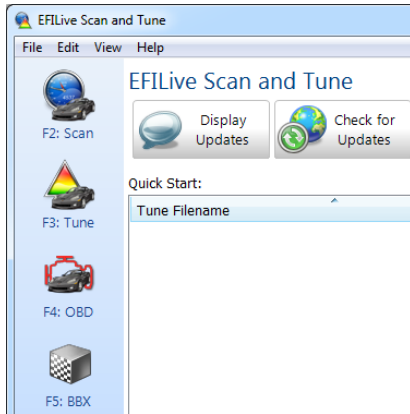 EFILive Scan and Tune
File Edit View Help
EFILive Scan and Tune
F2: Scan
Display
Updates
Check for
Updates
Quick Start:
Tune Filename
F3: Tune
F4: OBD
F5: BBX